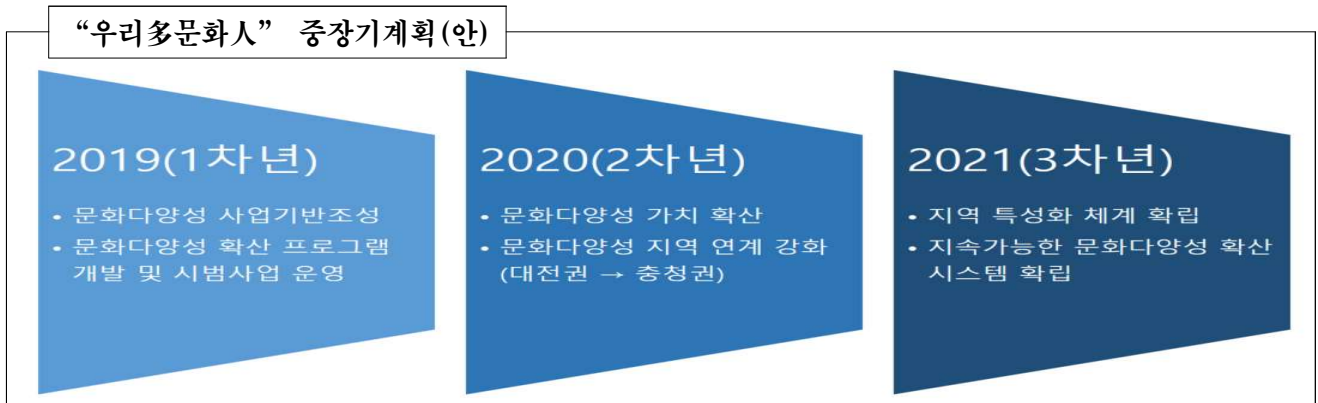 “우리多문화人” 중장기계획(안)
2019(1차년)
• 문화다양성 사업기반조성
• 문화다양성 확산 프로그램
개발 및 시범사업 운영
2020(2차년)
• 문화다양성 가치 확산
• 문화다양성 지역 연계 강화
(대전권 → 충청권)
2021(3차년)
• 지역 특성화 체계 확립
• 지속가능한 문화다양성 확산
시스템 확립